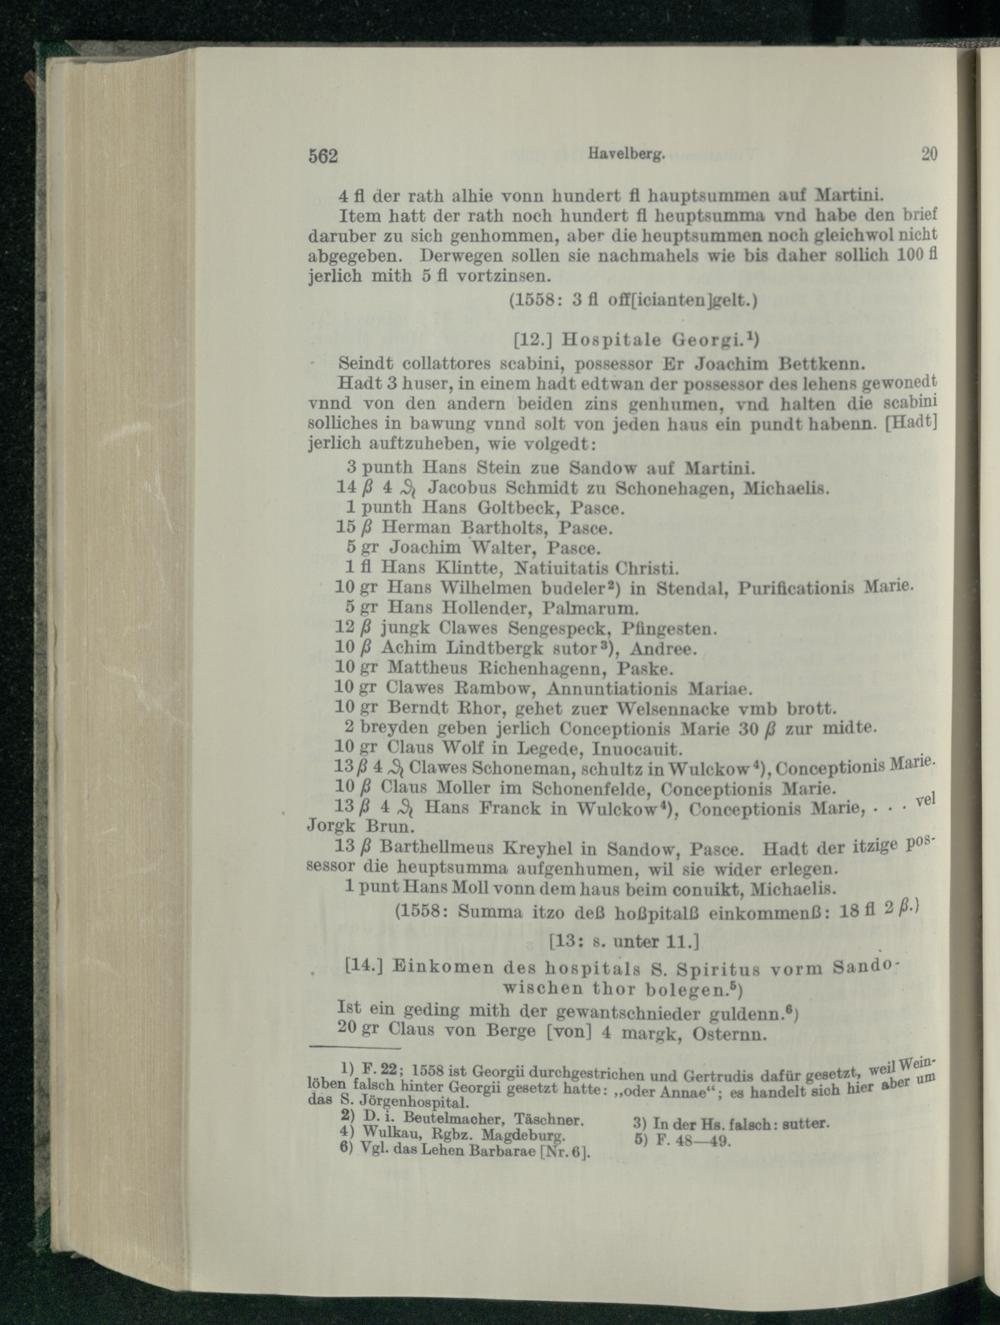 562 Havelberg. 20
4 fl der rath alhie vonn hundert fl hauptsummen auf Martini.
Item hatt der rath noch hundert fl heuptsumma vnd habe den brief
daruber zu sich genhommen, aber die heuptsummen noch gleichwol nicht
abgegeben. Derwegen sollen sie nachmahels wie bis daher sollich 100 fl
jerlich mith 5 fl vortzinsen.
(1558: 3 fl off[icianten]gelt.)
[12.] Hospitale Georgi.¹)
Seindt collattores scabini, possessor Er Joachim Bettkenn.
Hadt 3 huser, in einem hadt edtwan der possessor des lehens gewonedt
vnnd von den andern beiden zins genhumen, vnd halten die scabini
solliches in bawung vnnd solt von jeden haus ein pundt habenn. [Hadt]
jerlich auftzuheben, wie volgedt:
3 punth Hans Stein zue Sandow auf Martini.
14 β 4 ₰ Jacobus Schmidt zu Schonehagen, Michaelis.
1 punth Hans Goltbeck, Pasce.
15 β Herman Bartholts, Pasce.
5 gr Joachim Walter, Pasce.
1 fl Hans Klintte, Natiuitatis Christi.
10 gr Hans Wilhelmen budeler²) in Stendal, Purificationis Marie.
5 gr Hans Hollender, Palmarum.
12 β jungk Clawes Sengespeck, Pfingesten.
10 β Achim Lindtbergk sutor³), Andree.
10 gr Mattheus Richenhagenn, Paske.
10 gr Clawes Rambow, Annuntiationis Mariae.
10 gr Berndt Rhor, gehet zuer Welsennacke vmb brott.
2 breyden geben jerlich Conceptionis Marie 30 β zur midte.
10 gr Claus Wolf in Legede, Inuocauit.
13 β 4 ₰ Clawes Schoneman, schultz in Wulckow⁴), Conceptionis Marie.
10 β Claus Moller im Schonenfelde, Conceptionis Marie.
13 β 4 ₰ Hans Franck in Wulckow⁴), Conceptionis Marie, . . . vel
Jorgk Brun.
13 β Barthellmeus Kreyhel in Sandow, Pasce. Hadt der itzige pos-
sessor die heuptsumma aufgenhumen, wil sie wider erlegen.
1 punt Hans Moll vonn dem haus beim conuikt, Michaelis.
(1558: Summa itzo deß hoßpitalß einkommenß: 18 fl 2 β.)
[13: s. unter 11.]
[14.] Einkomen des hospitals S. Spiritus vorm Sando-
wischen thor bolegen.⁵)
Ist ein geding mith der gewantschnieder guldenn.⁶)
20 gr Claus von Berge [von] 4 margk, Osternn.
1) F. 22; 1558 ist Georgii durchgestrichen und Gertrudis dafür gesetzt, weil Wein-
löben falsch hinter Georgii gesetzt hatte: „oder Annae“; es handelt sich hier aber um
das S. Jörgenhospital.
2) D. i. Beutelmacher, Täschner. 3) In der Hs. falsch: sutter.
4) Wulkau, Rgbz. Magdeburg. 5) F. 48—49.
6) Vgl. das Lehen Barbarae [Nr. 6].